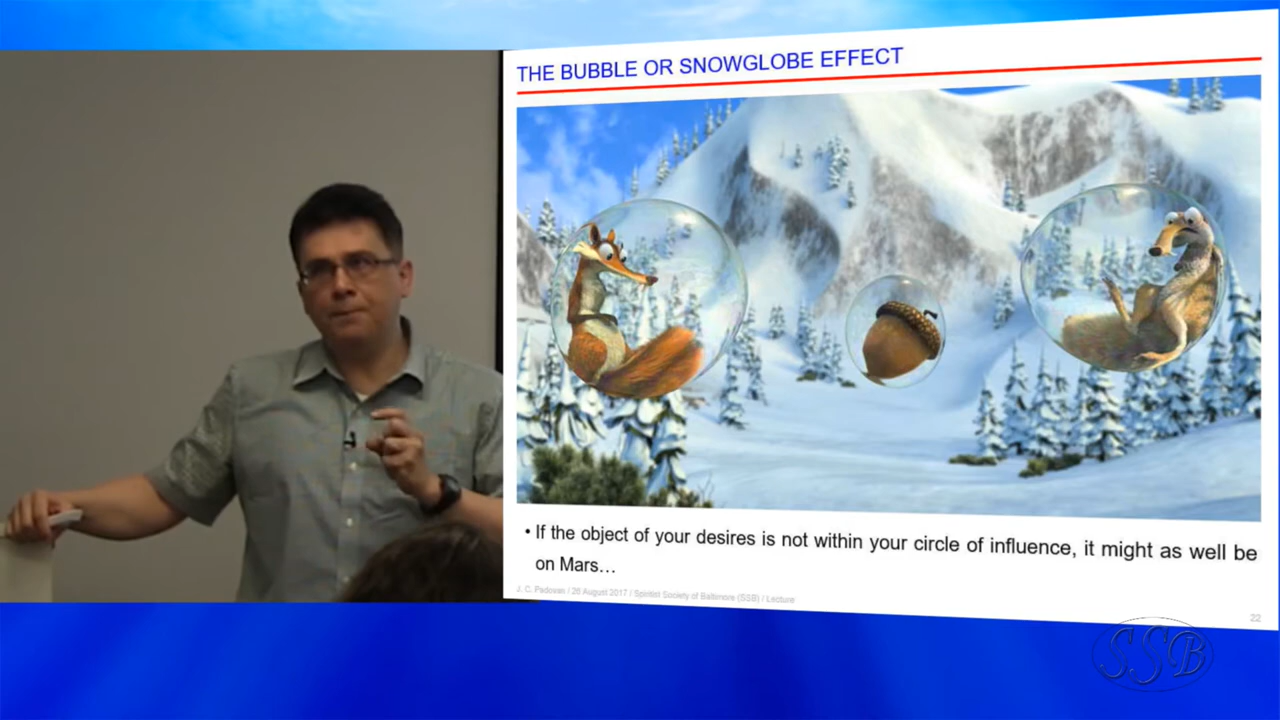 THE BUBBLE OR SNOWGLOBE EFFECT
• If the object of your desires is not within your circle of influence, it might as well be
on Mars…
J. C. Padovan / 26 August 2017 / Spiritist Society of Baltimore (SSB) / Lecture
22
SSB